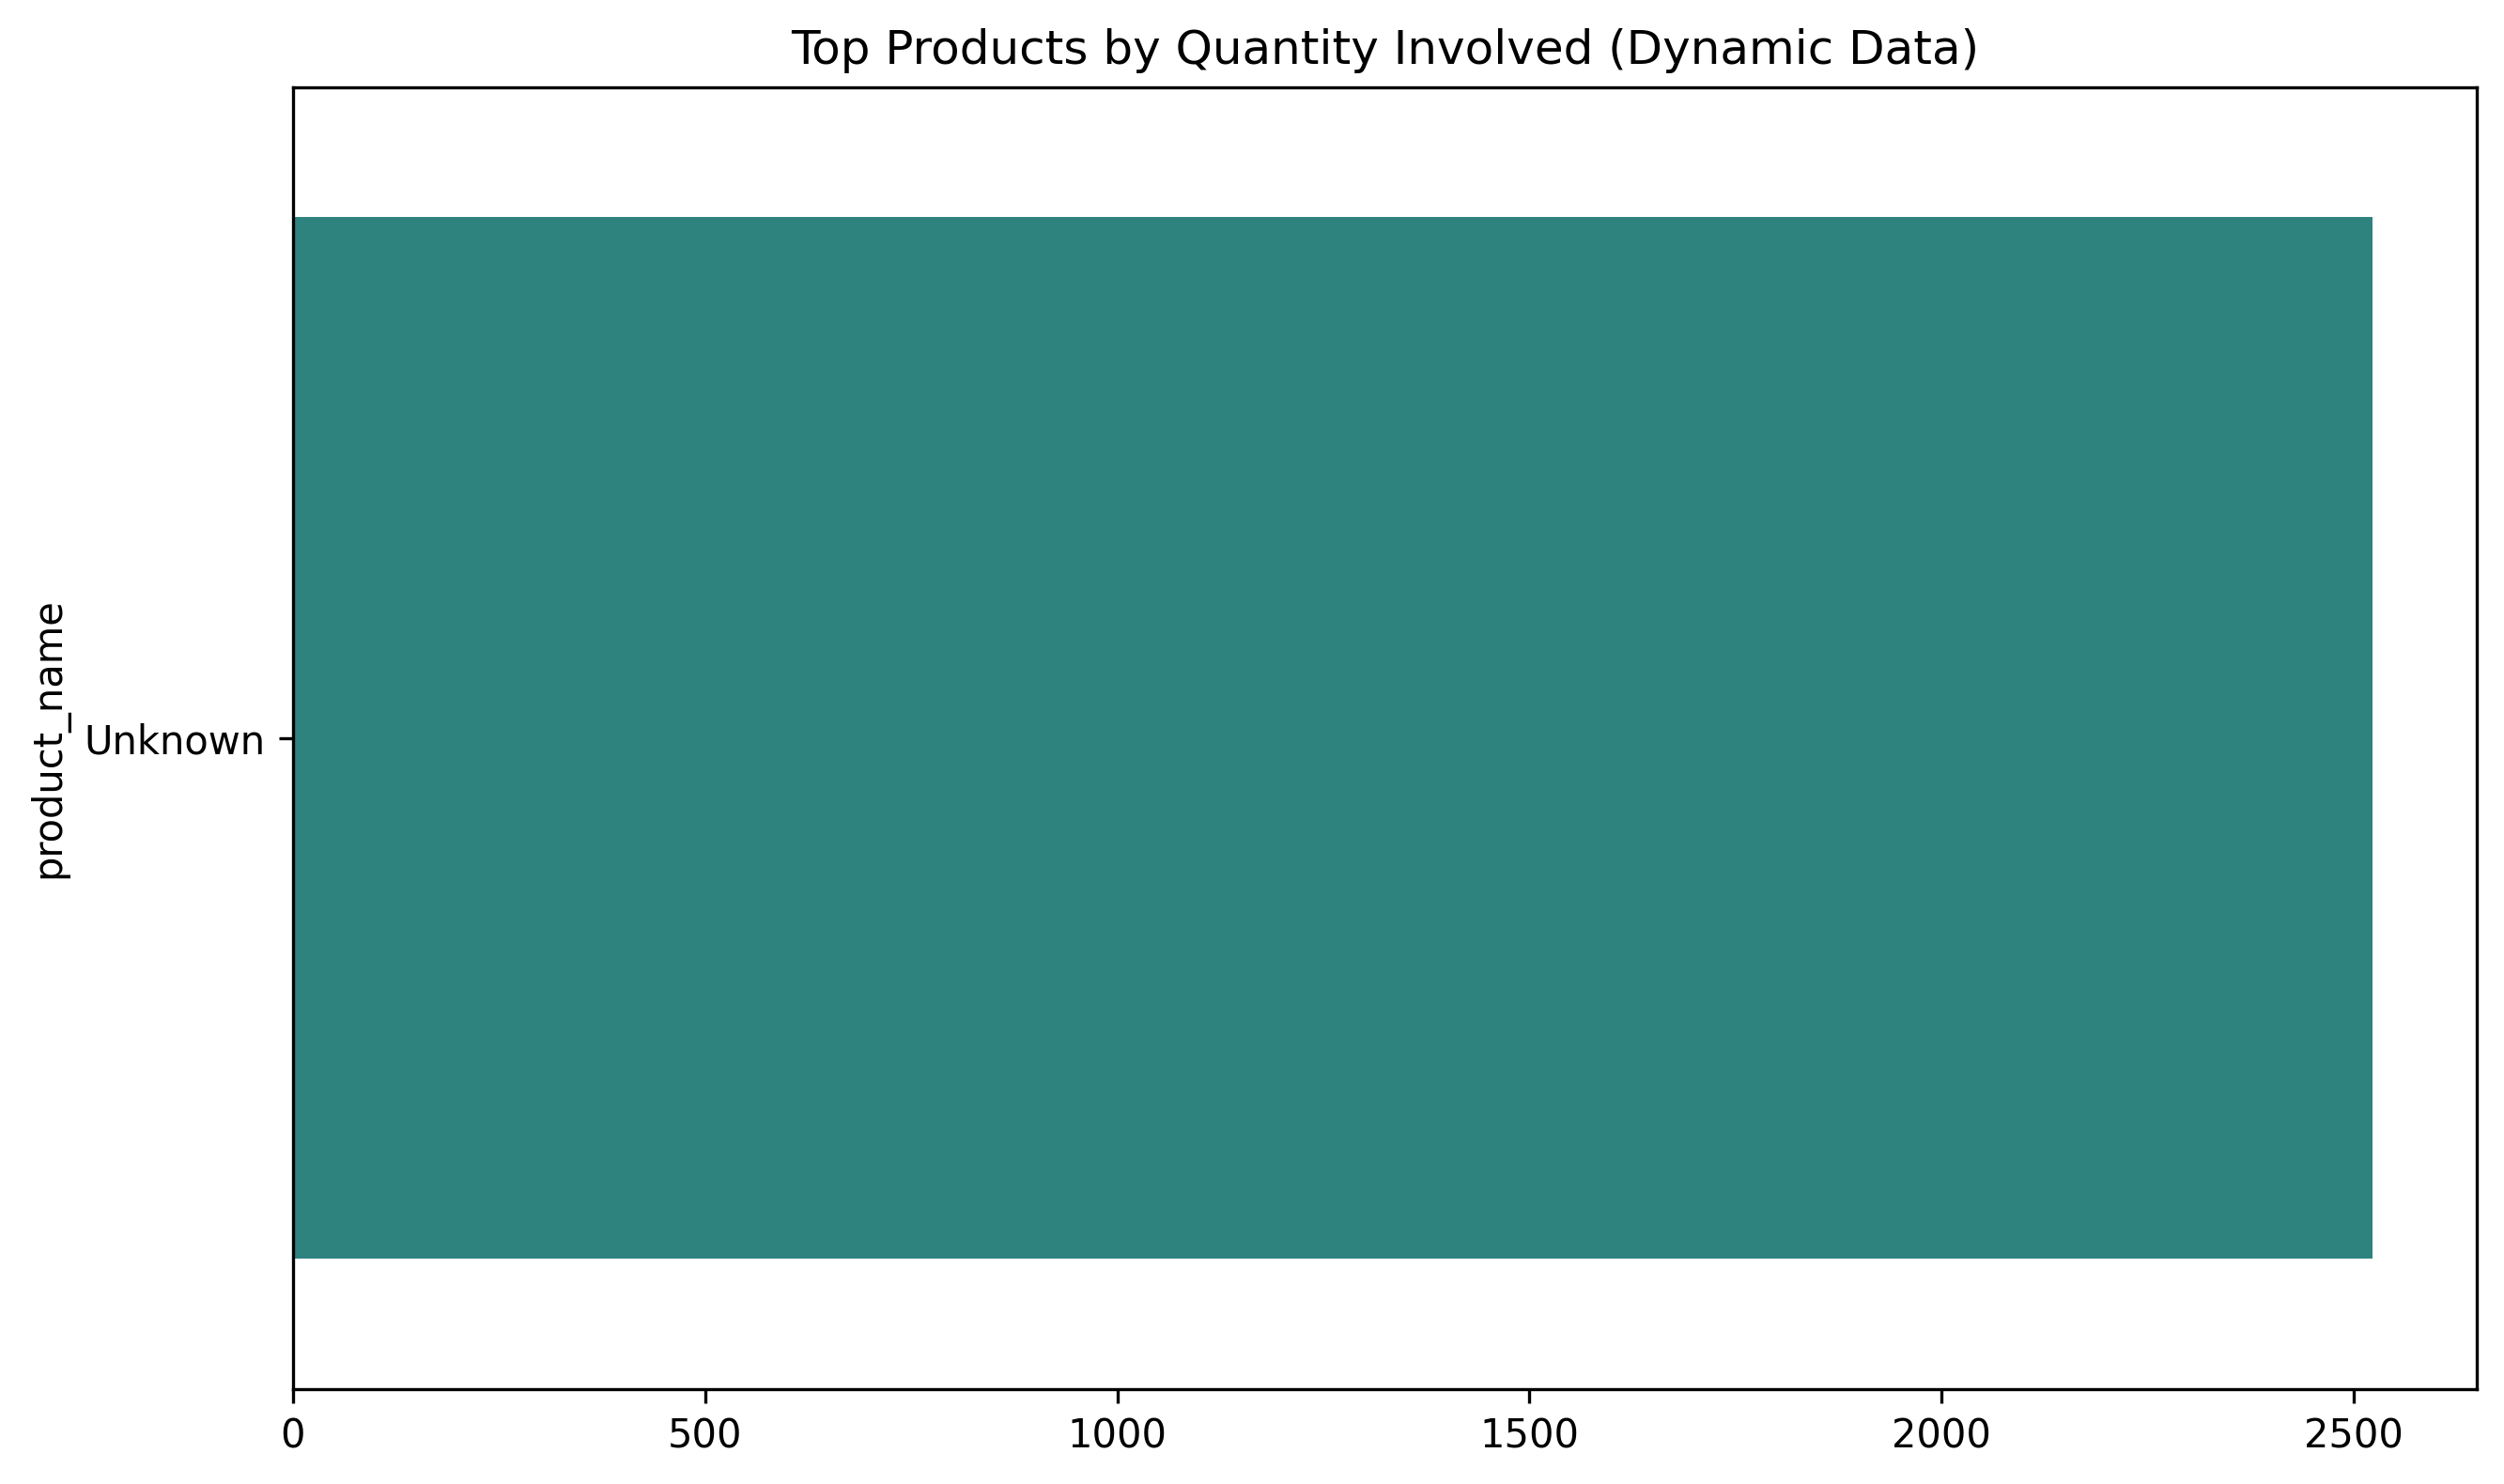 Top Products by Quantity Involved (Dynamic Data)
product_name
Unknown
0 500 1000 1500 2000 2500